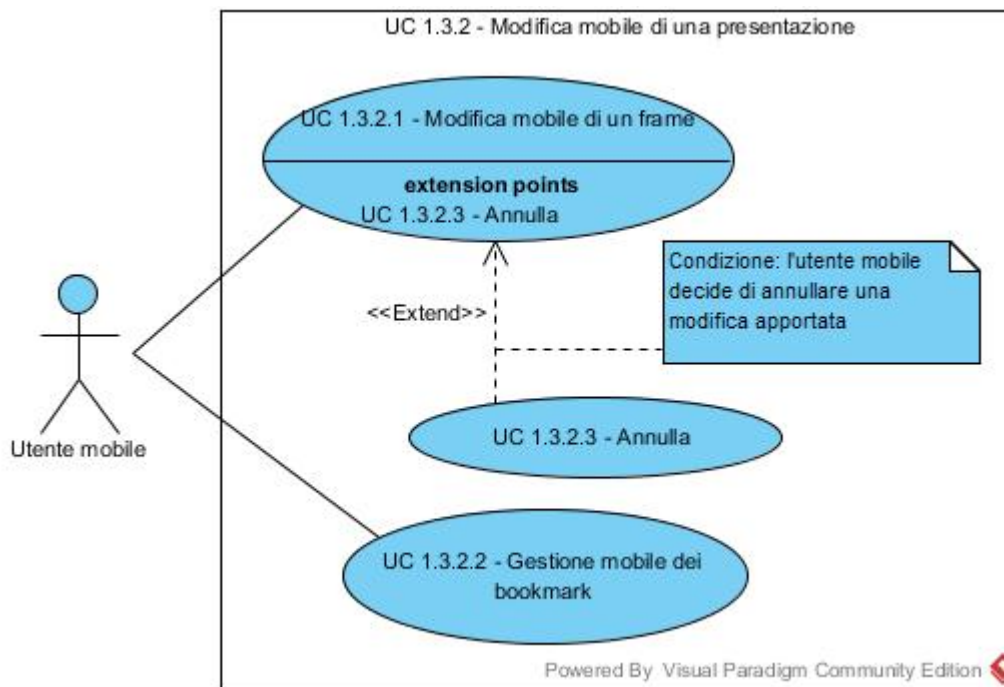 UC 1.3.2 - Modifica mobile di una presentazione
UC 1.3.2.1 - Modifica mobile di un frame
extension points
UC 1.3.2.3 - Annulla
Condizione: l'utente mobile
decide di annullare una
modifica apportata
<<Extend>>
Utente mobile
UC 1.3.2.3 - Annulla
UC 1.3.2.2 - Gestione mobile dei
bookmark
Powered By Visual Paradigm Community Edition